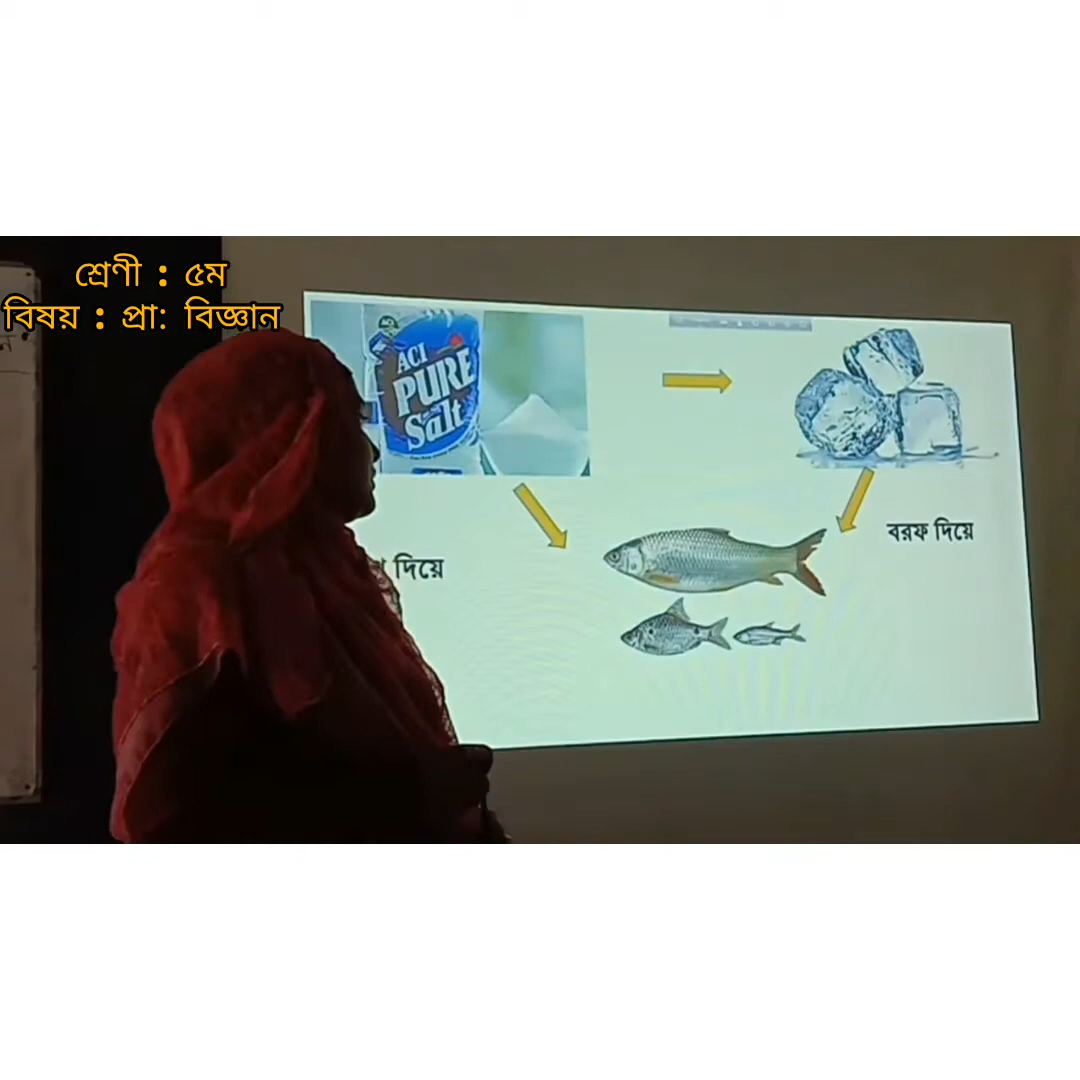 শ্রেণী : ৫ম
বিষয় : প্রা: বিজ্ঞান
ACI
PURE
Salt
দিয়ে
বরফ দিয়ে